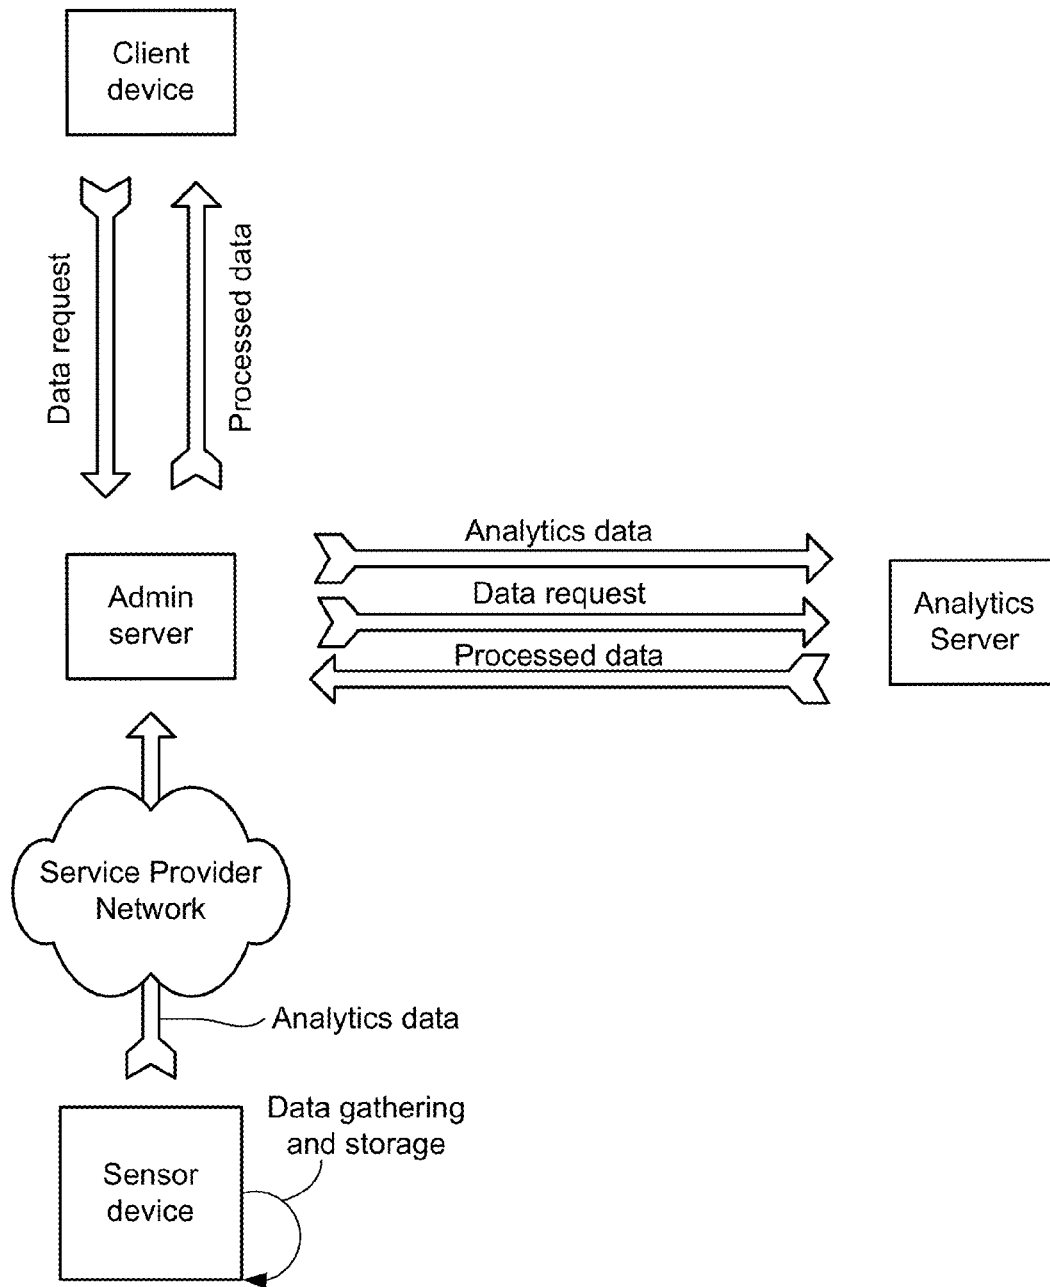 Client
device
Data request
Processed data
Analytics data
Data request
Processed data
Admin
server
Analytics
Server
Service Provider
Network
Analytics data
Data gathering
and storage
Sensor
device